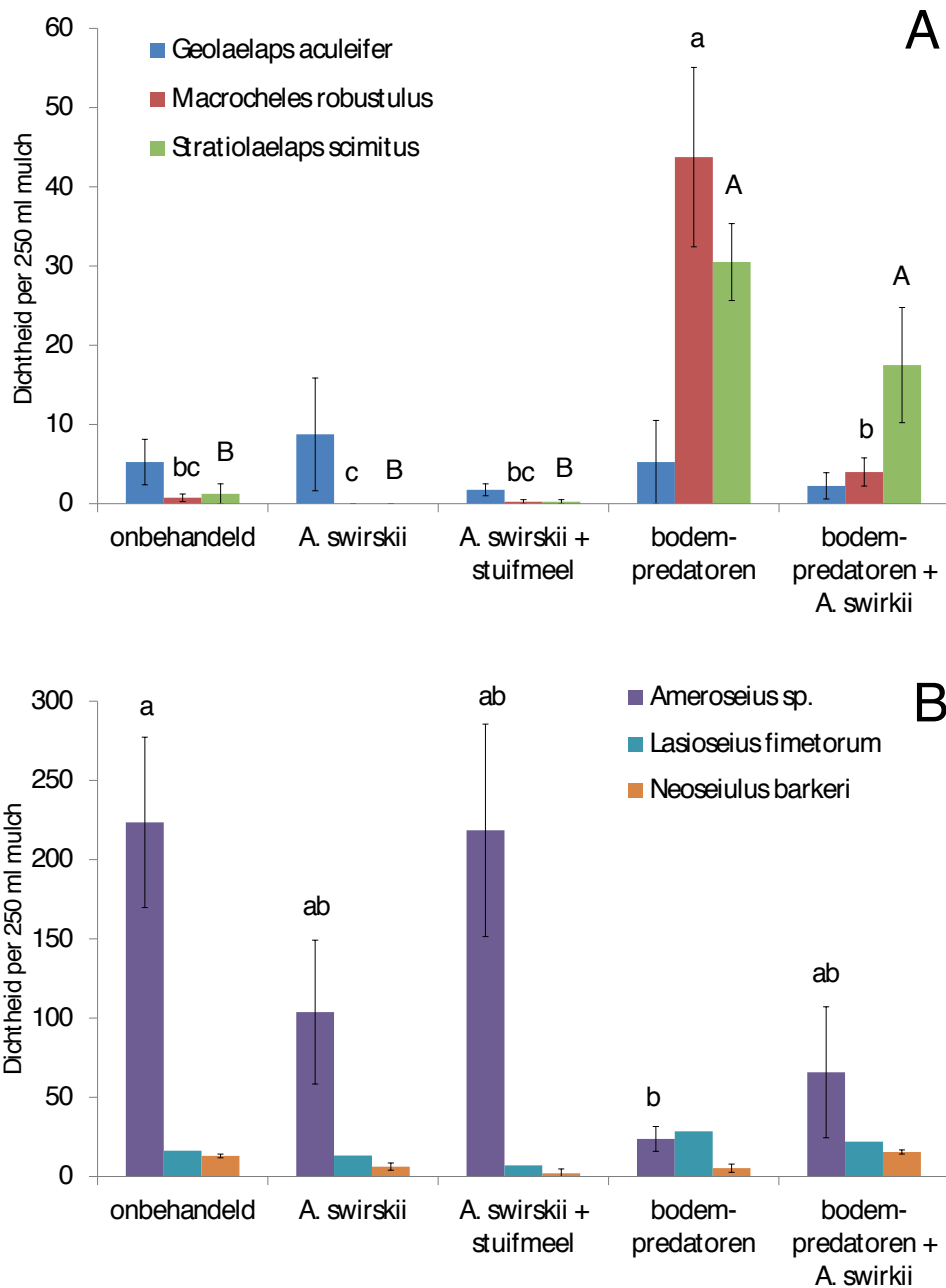 A
60
50
40
30
20
10
0
Dichtheid per 250 ml mulch
Geolaelaps aculeifer
Macrocheles robustulus
Stratiolaelaps scimitus
bc
B
c
B
bc
B
a
A
b
A
onbehandeld
A. swirskii
A. swirskii +
stuifmeel
bodem-
predatoren
bodem-
predatoren +
A. swirkii
B
300
250
200
150
100
50
0
Dichtheid per 250 ml mulch
Ameroseius sp.
Lasioseius fimetorum
Neoseiulus barkeri
a
ab
ab
b
ab
onbehandeld
A. swirskii
A. swirskii +
stuifmeel
bodem-
predatoren
bodem-
predatoren +
A. swirkii